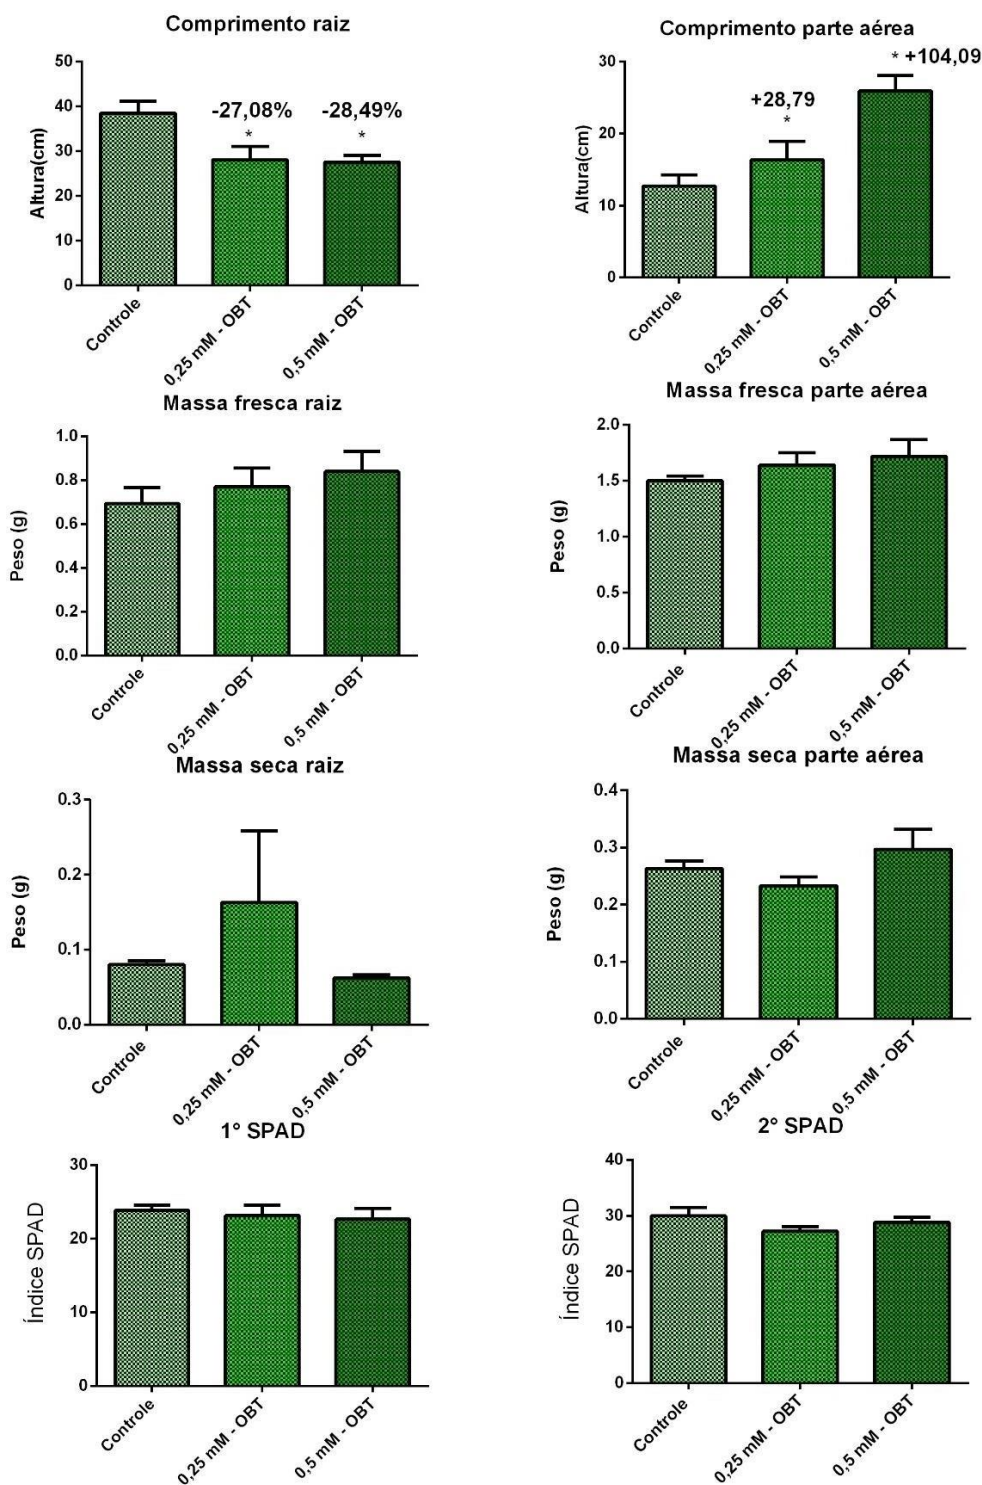 Comprimento raiz
50
40
30
20
10
0
Altura(cm)
-27,08%
*
-28,49%
*
Controle
0,25 mM - OBT
0,5 mM - OBT
Comprimento parte aérea
30
20
10
0
Altura(cm)
+28,79
*
* +104,09
Controle
0,25 mM - OBT
0,5 mM - OBT
Massa fresca raiz
1.0
0.8
0.6
0.4
0.2
0.0
Peso (g)
Controle
0,25 mM - OBT
0,5 mM - OBT
Massa fresca parte aérea
2.0
1.5
1.0
0.5
0.0
Peso (g)
Controle
0,25 mM - OBT
0,5 mM - OBT
Massa seca raiz
0.3
0.2
0.1
0.0
Peso (g)
Controle
0,25 mM - OBT
0,5 mM - OBT
Massa seca parte aérea
0.4
0.3
0.2
0.1
0.0
Peso (g)
Controle
0,25 mM - OBT
0,5 mM - OBT
1° SPAD
30
20
10
0
Índice SPAD
Controle
0,25 mM - OBT
0,5 mM - OBT
2° SPAD
40
30
20
10
0
Índice SPAD
Controle
0,25 mM - OBT
0,5 mM - OBT